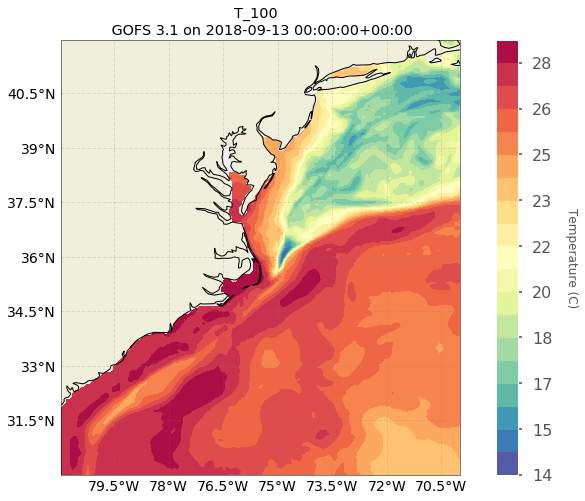 T_100
GOFS 3.1 on 2018-09-13 00:00:00+00:00
40.5°N
39°N
37.5°N
36°N
34.5°N
33°N
31.5°N
79.5°W
78°W
76.5°W
75°W
73.5°W
72°W
70.5°W
28
26
25
23
22
20
18
17
15
14
Temperature (C)